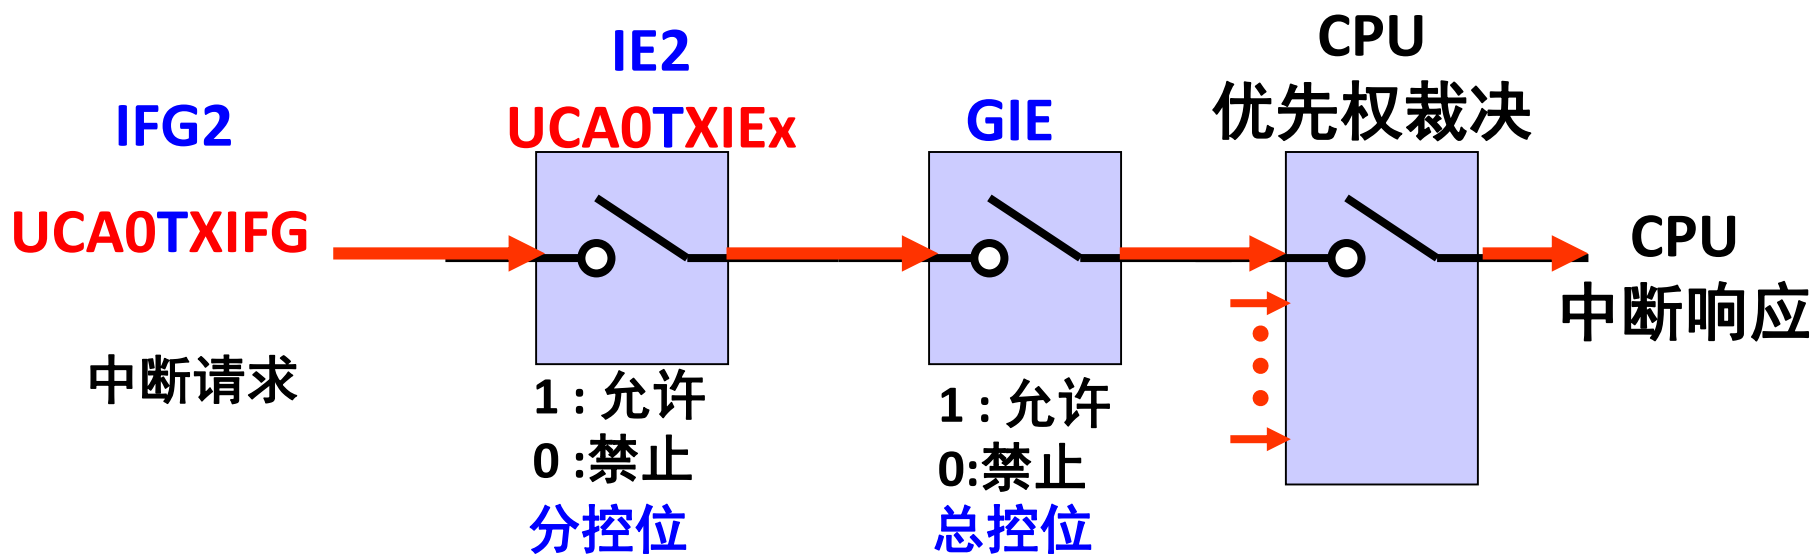 IFG2
UCA0TXIFG
中断请求
IE2
UCA0TXIEx
1 : 允许
0 :禁止
分控位
GIE
1 : 允许
0:禁止
总控位
CPU
优先权裁决
CPU
中断响应